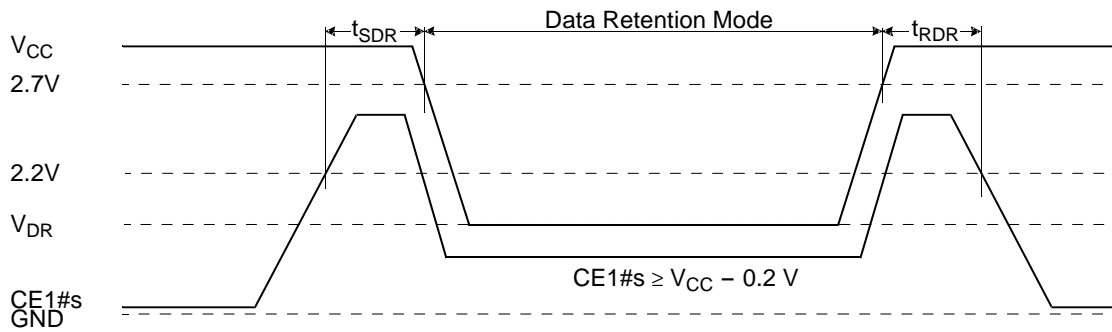 Data Retention Mode
tSDR
tRDR
VCC
2.7V
2.2V
VDR
CE1#s ≥ VCC − 0.2 V
CE1#s
GND